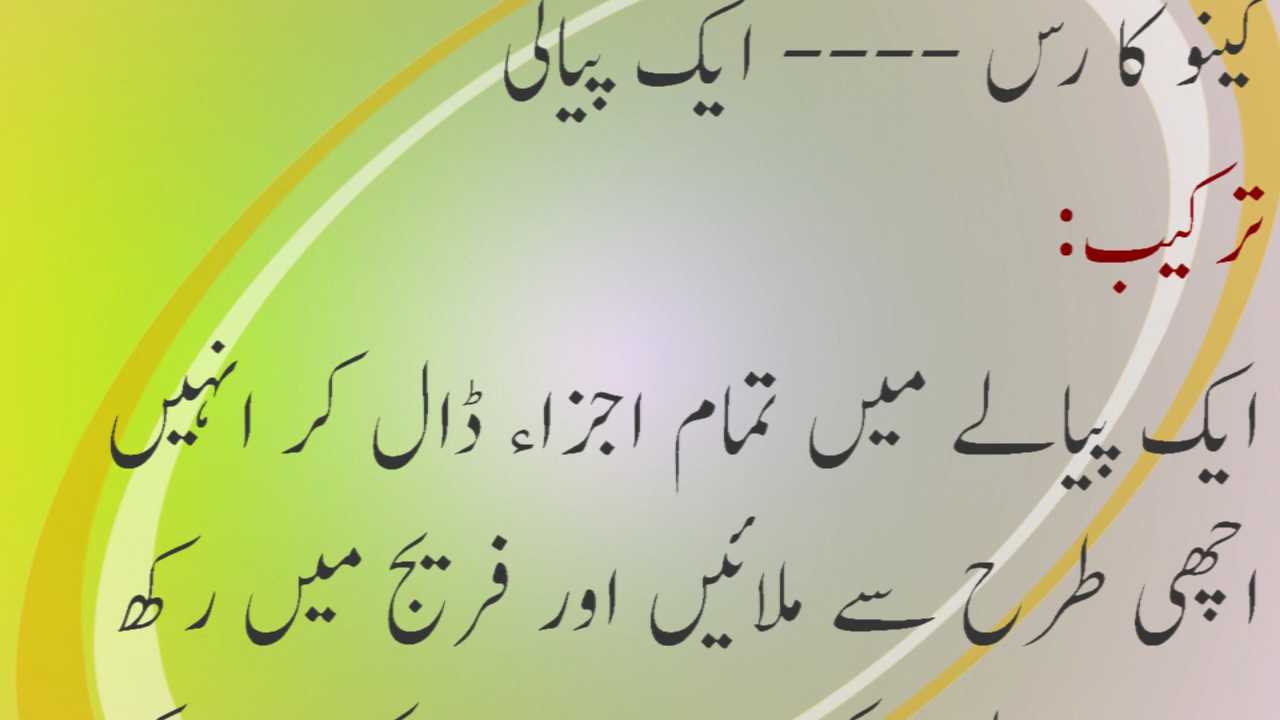 کینو کا رس ---- ایک پیالی
ترکیب:
ایک پیالے میں تمام اجزاء ڈال کر انہیں
اچھی طرح سے ملائیں اور فریج میں رکھ